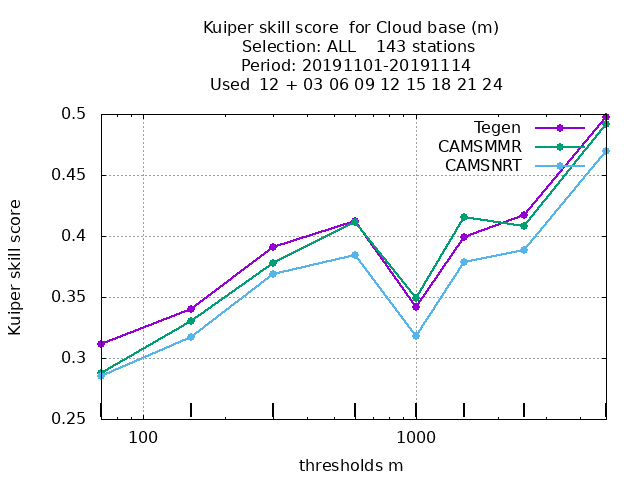 Kuiper skill score  for Cloud base (m)
Selection: ALL    143 stations
Period: 20191101-20191114
Used  12 + 03 06 09 12 15 18 21 24
Tegen
CAMSMMR
CAMSNRT
0.5
0.45
0.4
0.35
0.3
0.25
Kuiper skill score
100
1000
thresholds m